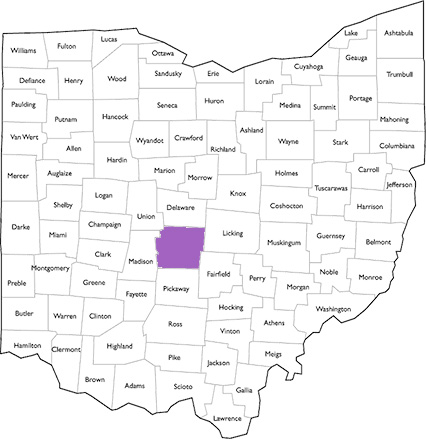 Lake
Ashtabula
Lucas
Williams
Fulton
Ottawa
Geauga
Cuyahoga
Defiance
Henry
Wood
Sandusky
Erie
Lorain
Trumbull
Paulding
Seneca
Huron
Medina
Summit
Portage
Putnam
Hancock
Mahoning
Van Wert
Wyandot
Crawford
Ashland
Wayne
Stark
Columbiana
Allen
Richland
Hardin
Mercer
Auglaize
Marion
Morrow
Holmes
Carroll
Jefferson
Tuscarawas
Logan
Knox
Shelby
Coshocton
Harrison
Union
Delaware
Darke
Miami
Champaign
Licking
Muskingum
Guernsey
Belmont
Clark
Madison
Montgomery
Fairfield
Noble
Monroe
Preble
Greene
Pickaway
Perry
Morgan
Fayette
Butler
Warren
Clinton
Hocking
Washington
Ross
Vinton
Athens
Hamilton
Clermont
Highland
Pike
Jackson
Meigs
Brown
Adams
Scioto
Gallia
Lawrence